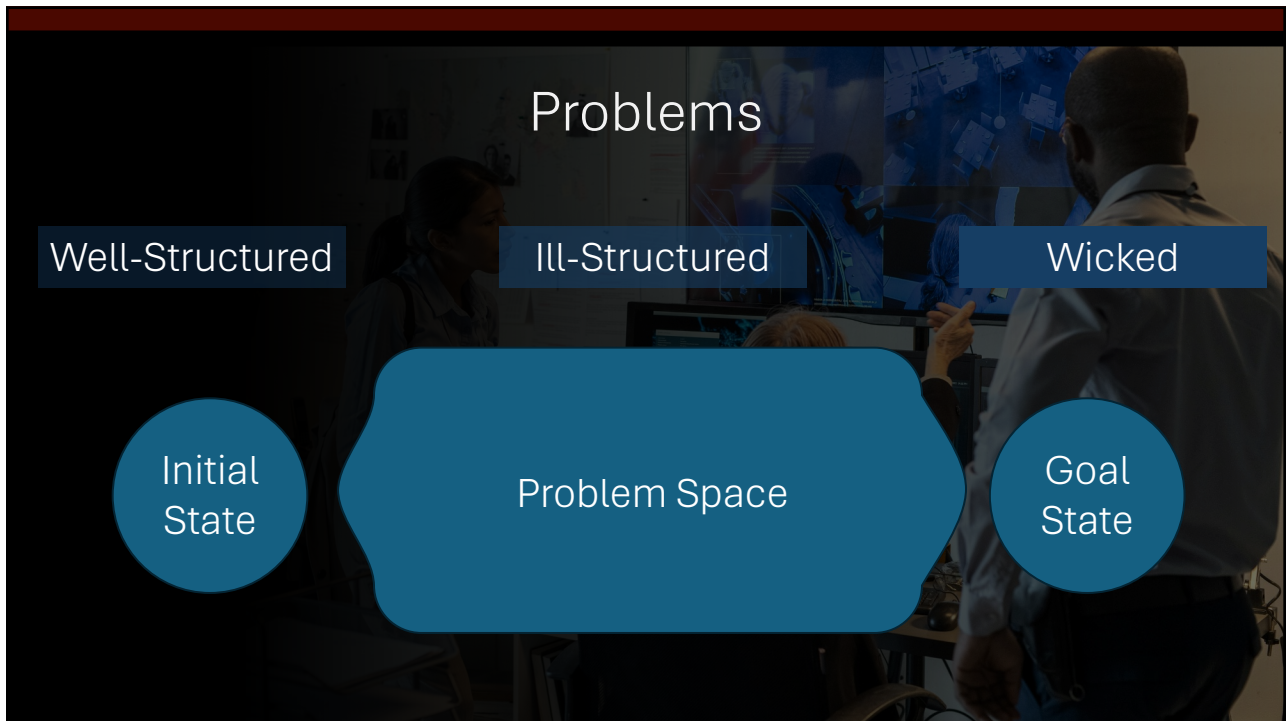 Problems
Well-Structured
Ill-Structured
Wicked
Initial
State
Problem Space
Goal
State